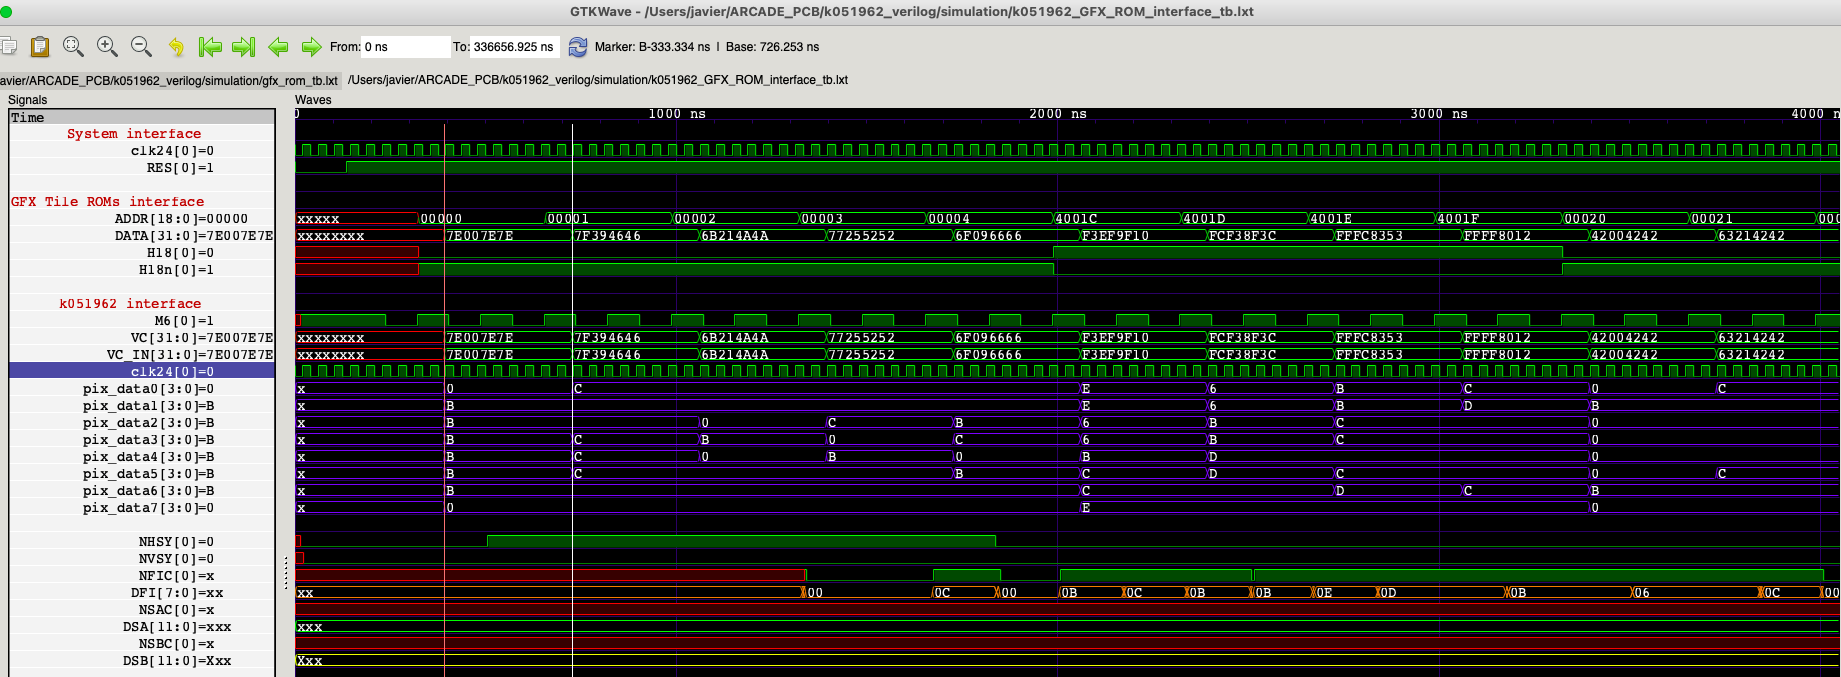 GTKWave - /Users/javier/ARCADE_PCB/k051962_verilog/simulation/k051962_GFX_ROM_interface_tb.lxt
From: 0 ns To: 336656.925 ns Marker: B-333.334 ns | Base: 726.253 ns
avier/ARCADE_PCB/k051962_verilog/simulation/gfx_rom_tb.lxt /Users/javier/ARCADE_PCB/k051962_verilog/simulation/k051962_GFX_ROM_interface_tb.lxt
Signals Waves
Time 0 1000 ns 2000 ns 3000 ns 4000 n
System interface
clk24[0]=0
RES[0]=1
GFX Tile ROMs interface
ADDR[18:0]=00000 xxxxx 00000 00001 00002 00003 00004 4001C 4001D 4001E 4001F 00020 00021 000
DATA[31:0]=7E007E7E xxxxxxxx 7E007E7E 7F394646 6B214A4A 77255252 6F096666 F3EF9F10 FCF38F3C FFFC8353 FFFF8012 42004242 63214242
H18[0]=0
H18n[0]=1
k051962 interface
M6[0]=1
VC[31:0]=7E007E7E xxxxxxxx 7E007E7E 7F394646 6B214A4A 77255252 6F096666 F3EF9F10 FCF38F3C FFFC8353 FFFF8012 42004242 63214242
VC_IN[31:0]=7E007E7E xxxxxxxx 7E007E7E 7F394646 6B214A4A 77255252 6F096666 F3EF9F10 FCF38F3C FFFC8353 FFFF8012 42004242 63214242
clk24[0]=0
pix_data0[3:0]=0 x 0 C E 6 B C 0 C
pix_data1[3:0]=B x B E 6 B D B
pix_data2[3:0]=B x B 0 C B 6 B C 0
pix_data3[3:0]=B x B C B 0 C 6 B C 0
pix_data4[3:0]=B x B C 0 B 0 B D 0
pix_data5[3:0]=B x B C B C D C 0 C
pix_data6[3:0]=B x B C D C B
pix_data7[3:0]=0 x 0 E 0
NHSY[0]=0
NVSY[0]=0
NFIC[0]=x
DFI[7:0]=xx xx 00 0C 00 0B 0C 0B 0B 0E 0D 0B 06 0C 00
NSAC[0]=x
DSA[11:0]=xxx xxx
NSBC[0]=x
DSB[11:0]=Xxx Xxx